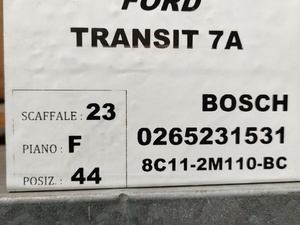 FORD
TRANSIT 7A
SCAFFALE : 23
PIANO : F
POSIZ. : 44
BOSCH
0265231531
8C11-2M110-BC